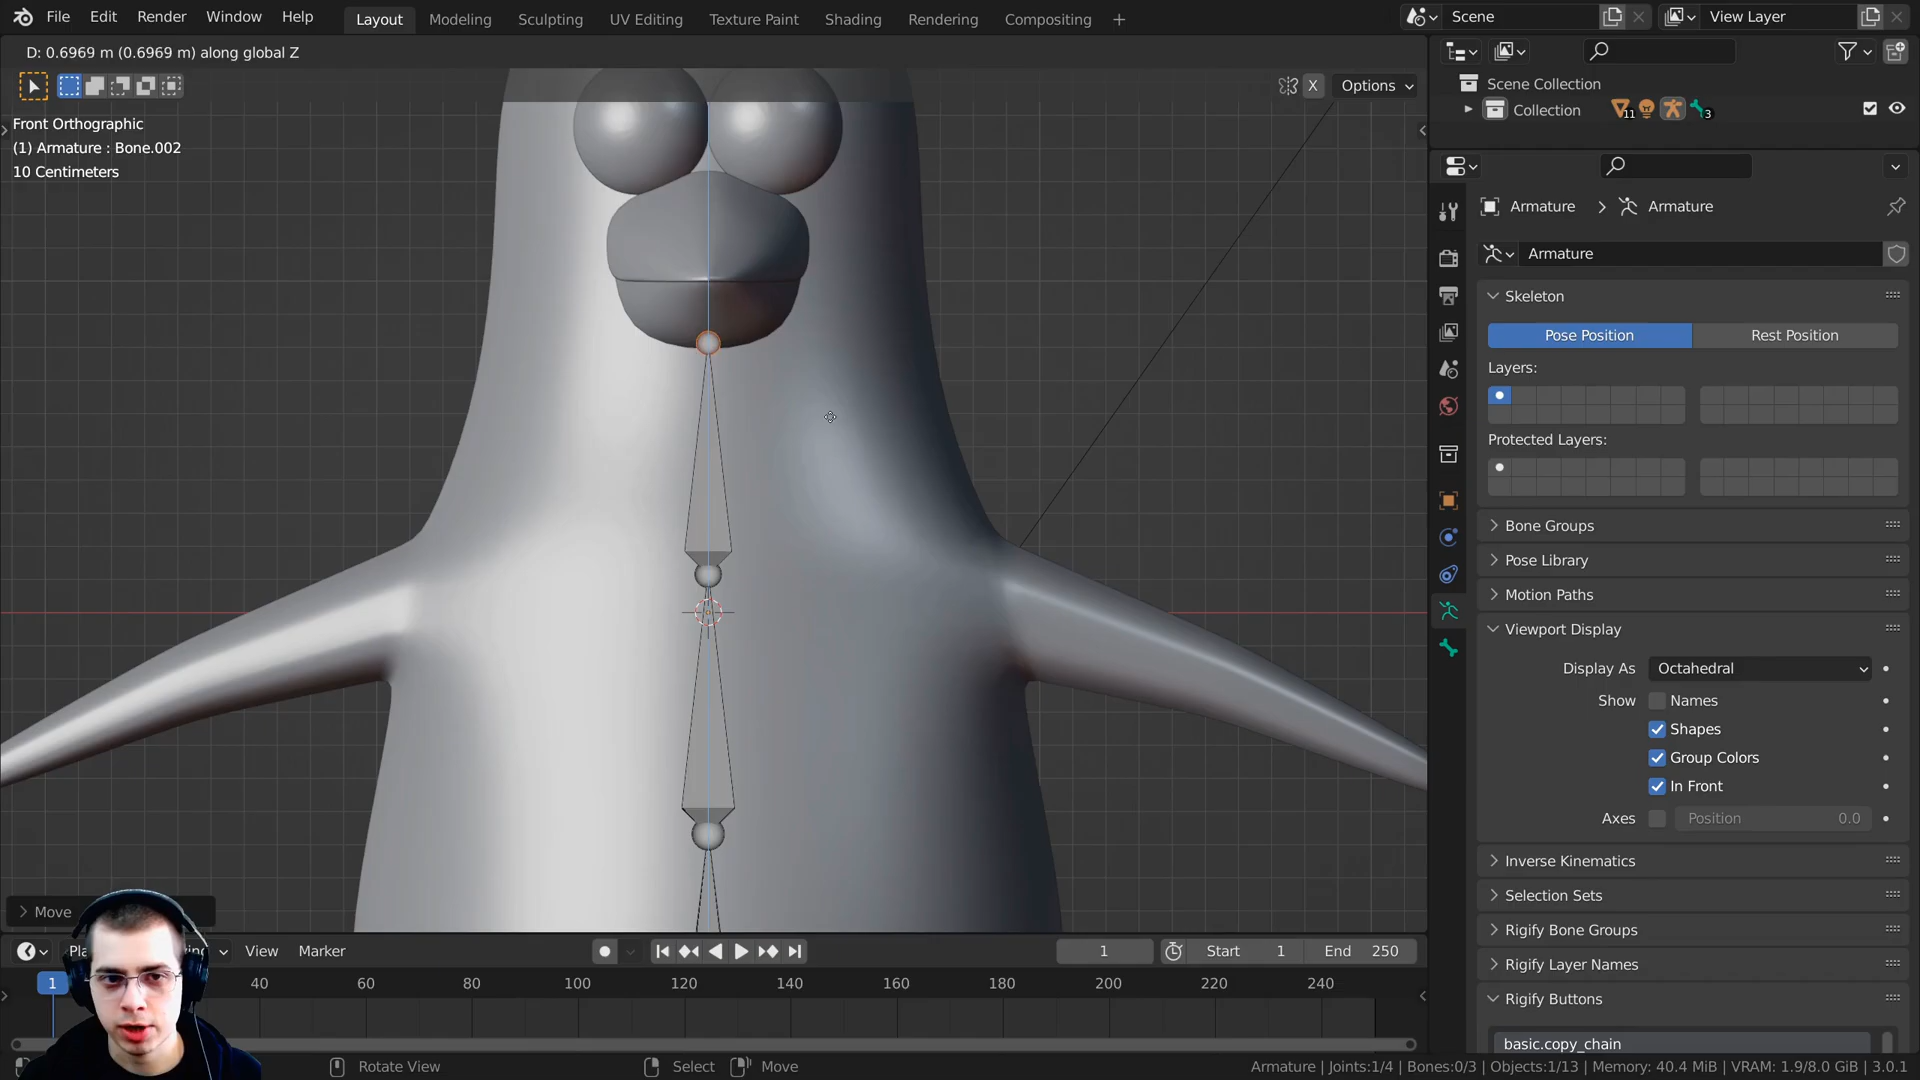 File Edit Render Window Help Layout Modeling Sculpting UV Editing Texture Paint Shading Rendering Compositing + Scene View Layer
D: 0.6969 m (0.6969 m) along global Z
X Options
Scene Collection
Collection 11 3
Front Orthographic
(1) Armature : Bone.002
10 Centimeters
Armature > Armature
Armature
Skeleton
Pose Position Rest Position
Layers:
Protected Layers:
Bone Groups
Pose Library
Motion Paths
Viewport Display
Display As Octahedral
Show Names
Shapes
Group Colors
In Front
Axes Position 0.0
Inverse Kinematics
Selection Sets
Rigify Bone Groups
Rigify Layer Names
Rigify Buttons
basic.copy_chain
Move
View Marker 1 Start 1 End 250
1 40 60 80 100 120 140 160 180 200 220 240
Rotate View Select Move Armature | Joints:1/4 | Bones:0/3 | Objects:1/13 | Memory: 40.4 MiB | VRAM: 1.9/8.0 GiB | 3.0.1